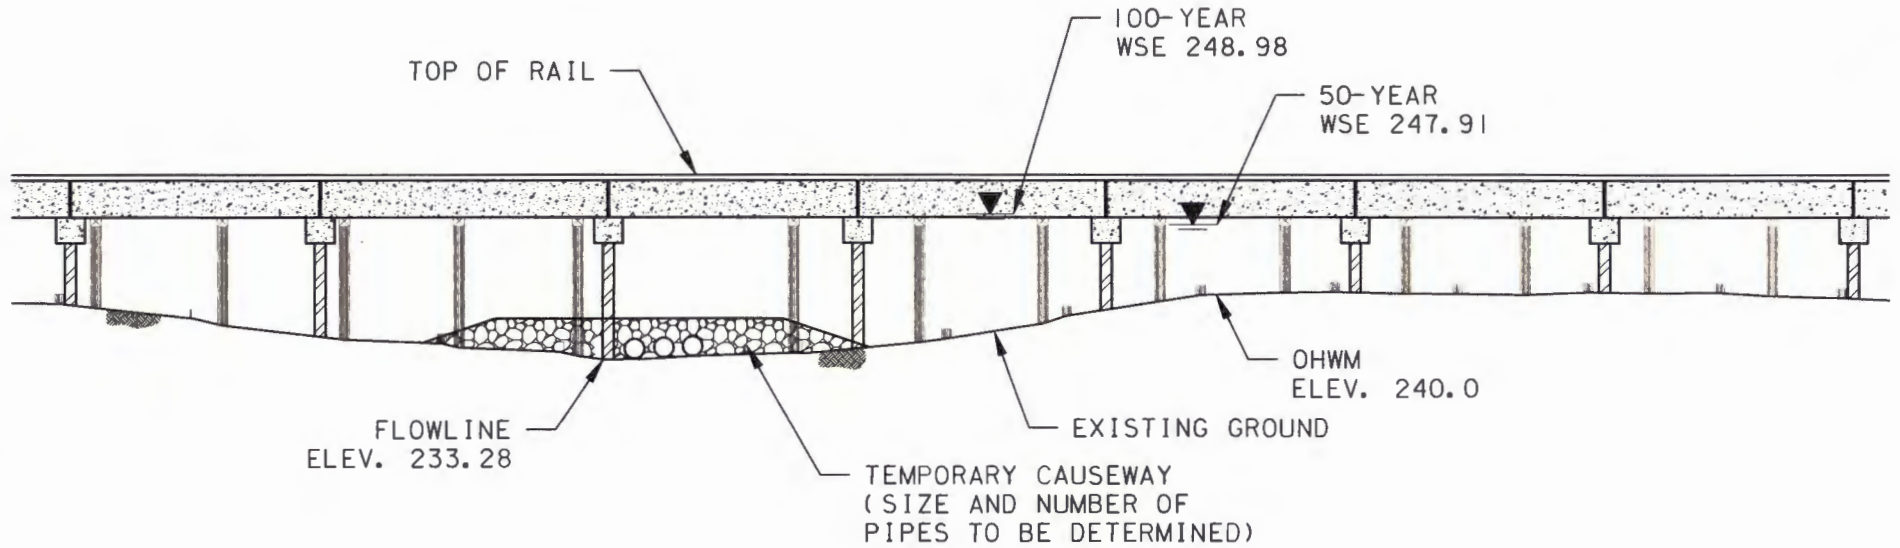 100-YEAR
WSE 248.98
TOP OF RAIL
50-YEAR
WSE 247.91
OHWM
ELEV. 240.0
FLOWLINE
ELEV. 233.28
EXISTING GROUND
TEMPORARY CAUSEWAY
(SIZE AND NUMBER OF
PIPES TO BE DETERMINED)